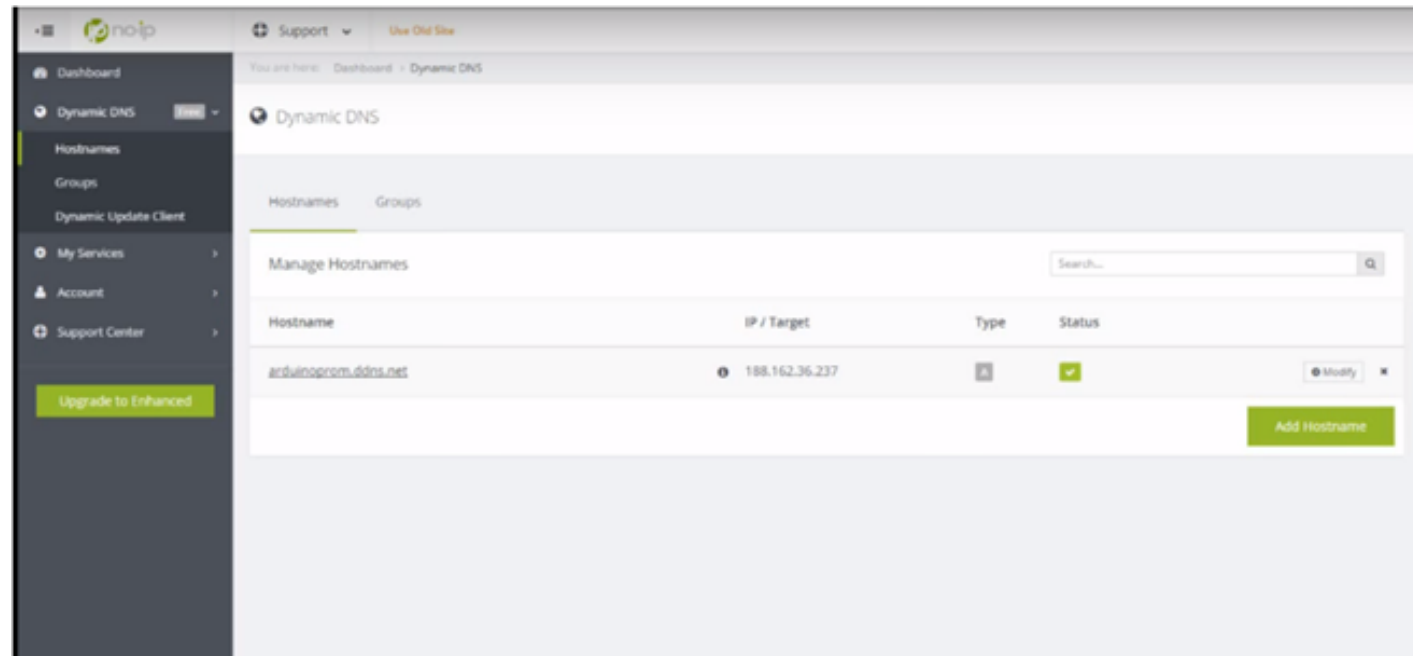 no-ip
Support
Use Old Site
Dashboard
You are here: Dashboard > Dynamic DNS
Dynamic DNS Free
Dynamic DNS
Hostnames
Groups
Dynamic Update Client
Hostnames Groups
My Services
Account
Support Center
Upgrade to Enhanced
Manage Hostnames
Search...
Hostname IP / Target Type Status
arduinoprom.ddns.net 188.162.36.237 A Modify
Add Hostname